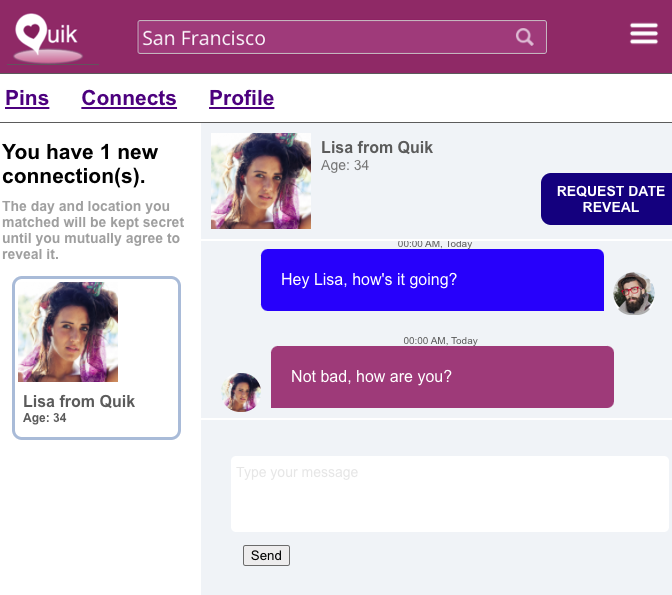 Quik
San Francisco
Pins Connects Profile
You have 1 new
connection(s).
The day and location you
matched will be kept secret
until you mutually agree to
reveal it.
Lisa from Quik
Age: 34
Lisa from Quik
Age: 34
REQUEST DATE
REVEAL
00:00 AM, Today
Hey Lisa, how's it going?
00:00 AM, Today
Not bad, how are you?
Type your message
Send